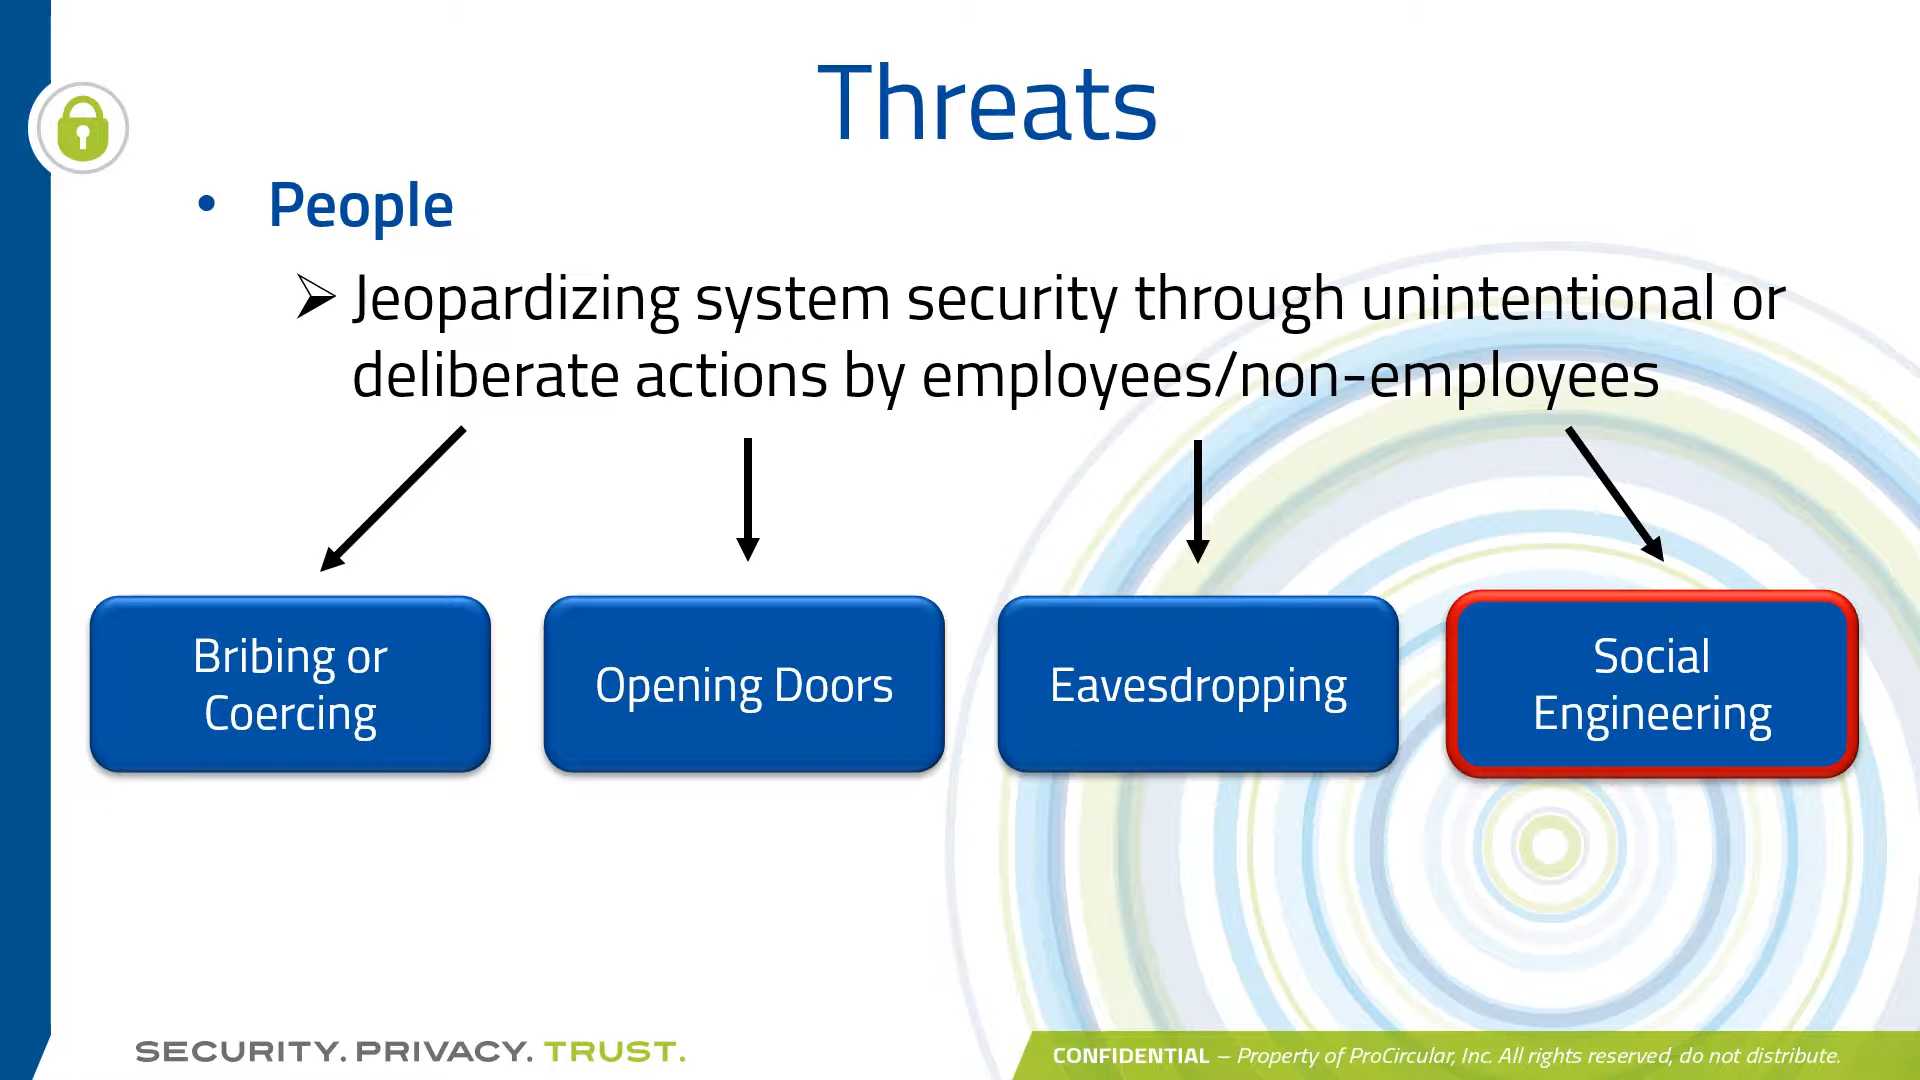 Threats
• People
➢ Jeopardizing system security through unintentional or
deliberate actions by employees/non-employees
Bribing or
Coercing
Opening Doors
Eavesdropping
Social
Engineering
SECURITY. PRIVACY. TRUST.
CONFIDENTIAL – Property of ProCircular, Inc. All rights reserved, do not distribute.